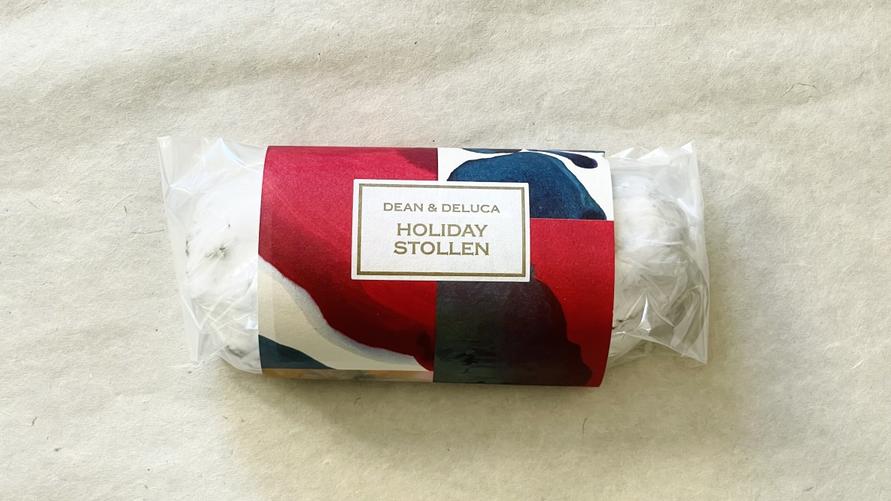 DEAN & DELUCA
HOLIDAY
STOLLEN